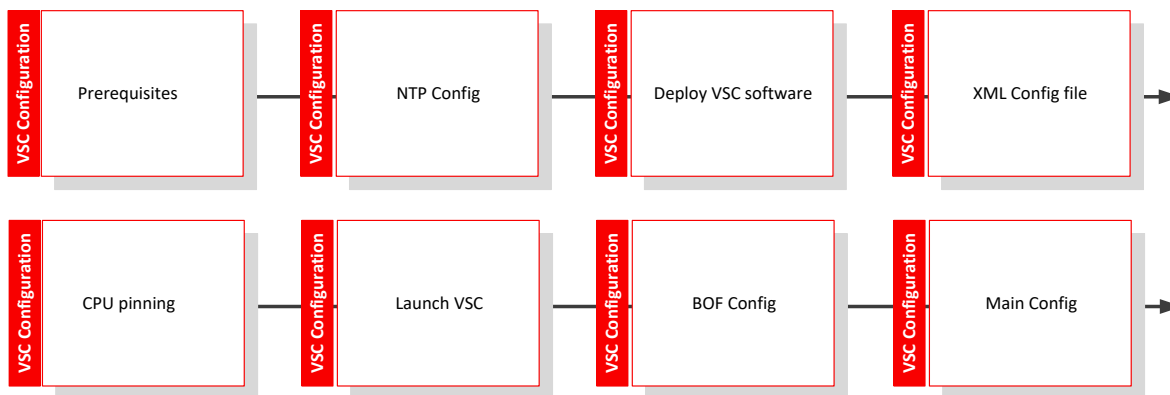 VSC Configuration
Prerequisites
VSC Configuration
NTP Config
VSC Configuration
Deploy VSC software
VSC Configuration
XML Config file
VSC Configuration
CPU pinning
VSC Configuration
Launch VSC
VSC Configuration
BOF Config
VSC Configuration
Main Config